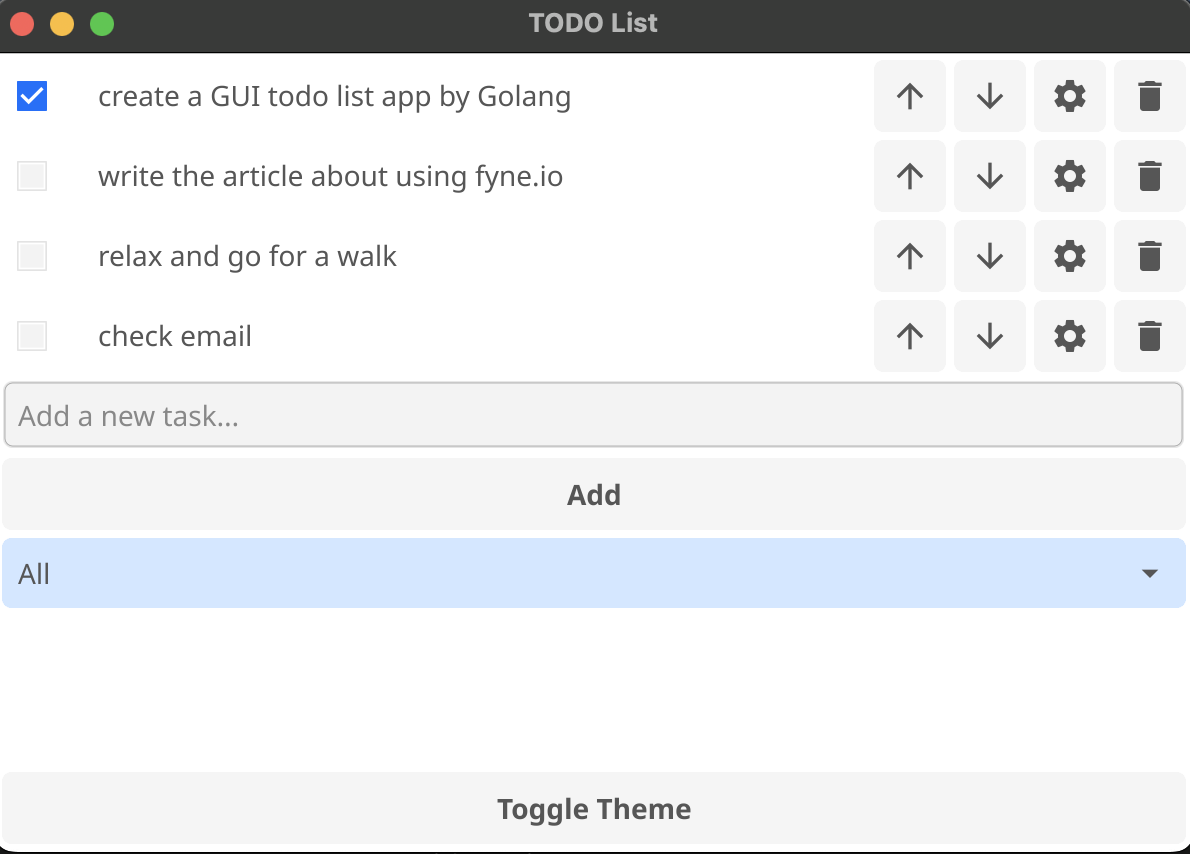 TODO List
create a GUI todo list app by Golang
write the article about using fyne.io
relax and go for a walk
check email
Add a new task...
Add
All
Toggle Theme